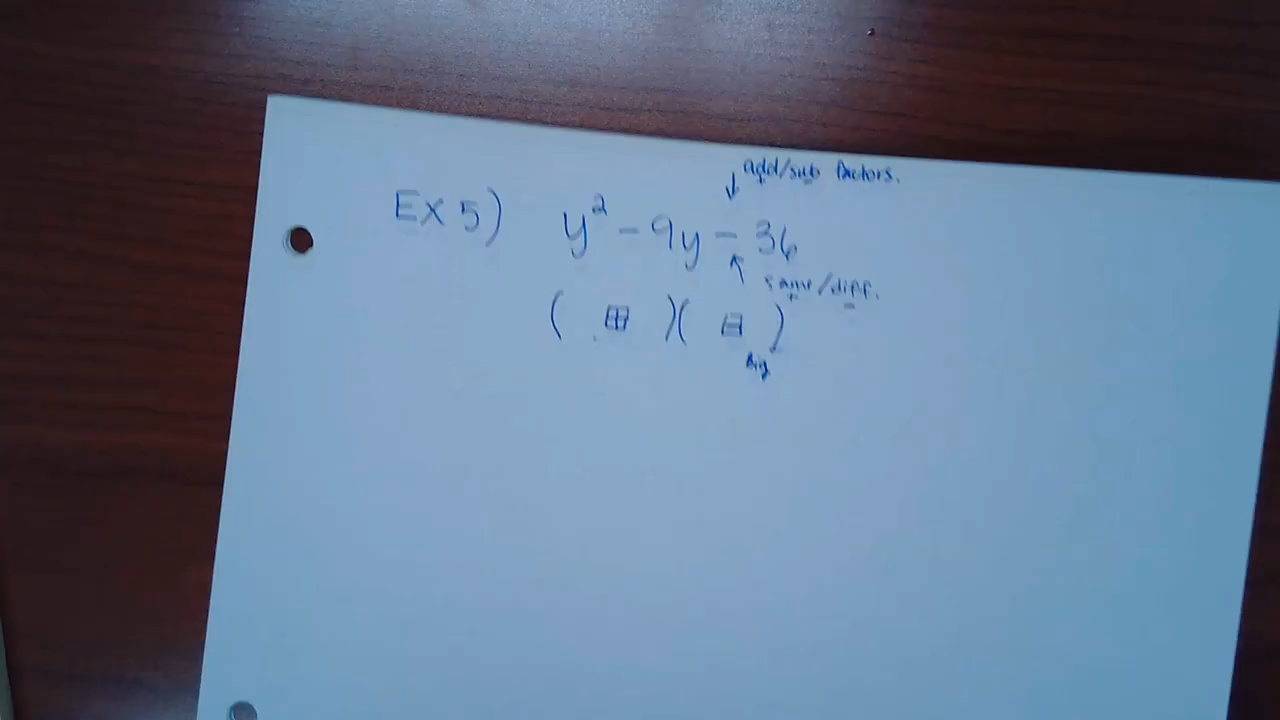 add/sub factors.
EX 5) y² - 9y - 36
same/diff.
( + )( - )
big